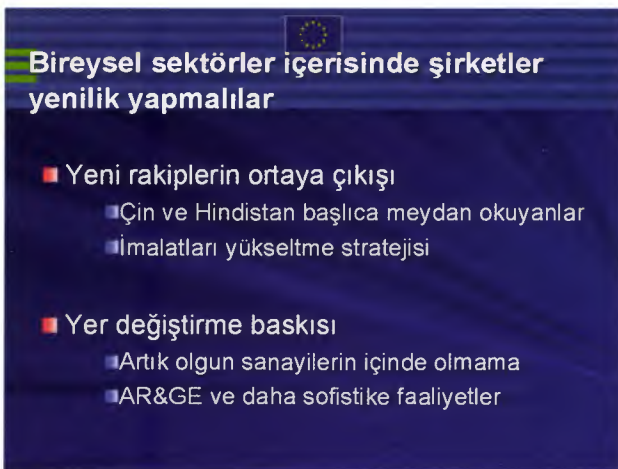 Bireysel sektörler içerisinde şirketler
yenilik yapmalılar
Yeni rakiplerin ortaya çıkışı
Çin ve Hindistan başlıca meydan okuyanlar
İmalatları yükseltme stratejisi
Yer değiştirme baskısı
Artık olgun sanayilerin içinde olmama
AR&GE ve daha sofistike faaliyetler